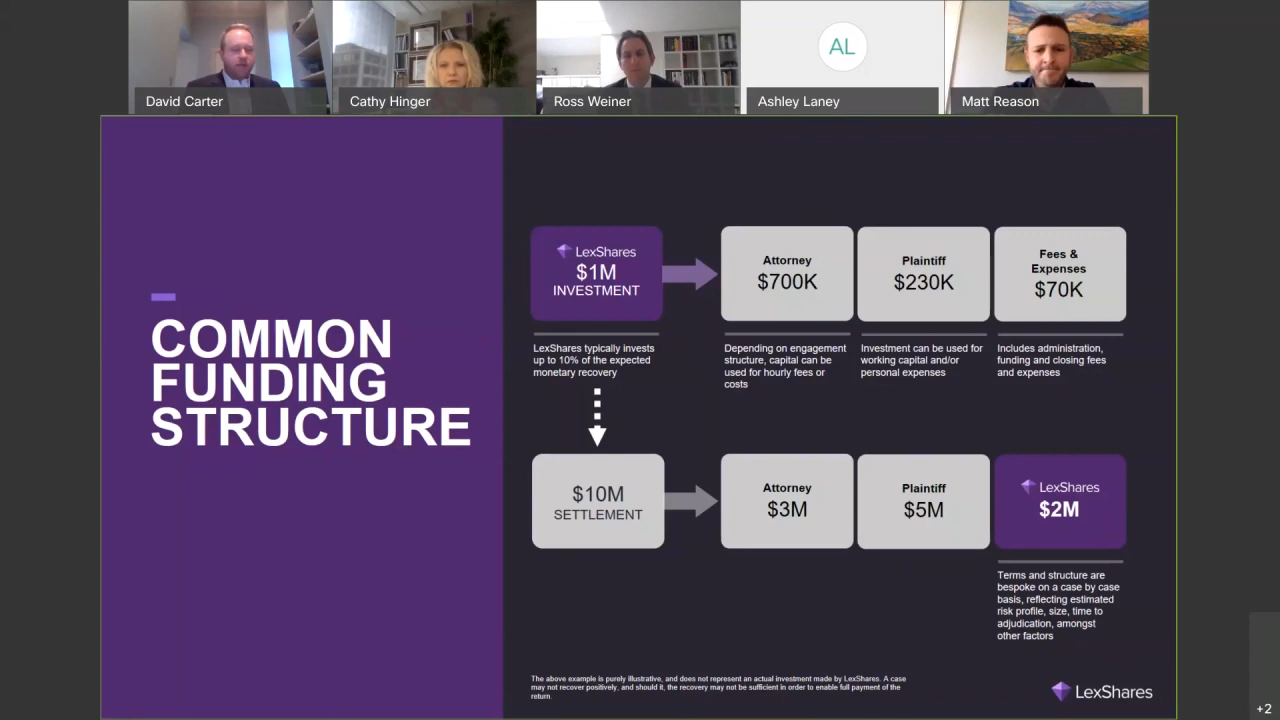 David Carter
Cathy Hinger
Ross Weiner
AL
Ashley Laney
Matt Reason
COMMON
FUNDING
STRUCTURE
LexShares
$1M
INVESTMENT
Attorney
$700K
Plaintiff
$230K
Fees &
Expenses
$70K
LexShares typically invests
up to 10% of the expected
monetary recovery
Depending on engagement
structure, capital can be
used for hourly fees or
costs
Investment can be used for
working capital and/or
personal expenses
Includes administration,
funding and closing fees
and expenses
$10M
SETTLEMENT
Attorney
$3M
Plaintiff
$5M
LexShares
$2M
Terms and structure are
bespoke on a case by case
basis, reflecting estimated
risk profile, size, time to
adjudication, amongst
other factors
The above example is purely illustrative, and does not represent an actual investment made by LexShares. A case
may not recover positively, and should it, the recovery may not be sufficient in order to enable full payment of the
return.
LexShares
+2